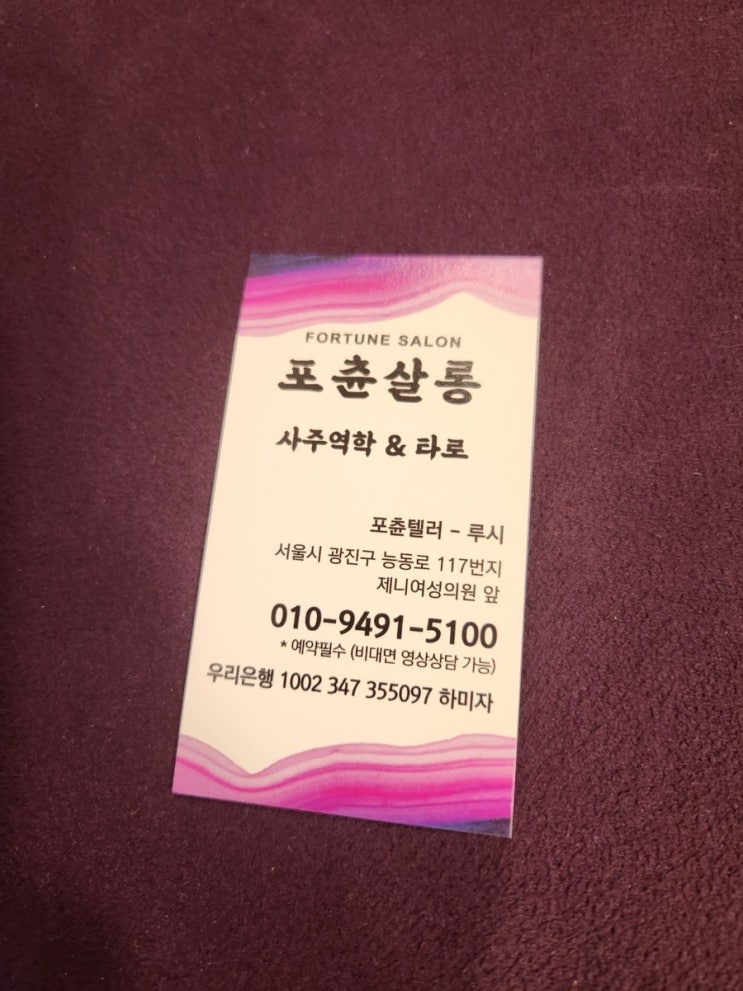 FORTUNE SALON
포츈살롱
사주역학 & 타로
포츈텔러 - 루시
서울시 광진구 능동로 117번지
제니여성의원 앞
010-9491-5100
* 예약필수 (비대면 영상상담 가능)
우리은행 1002 347 355097 하미자